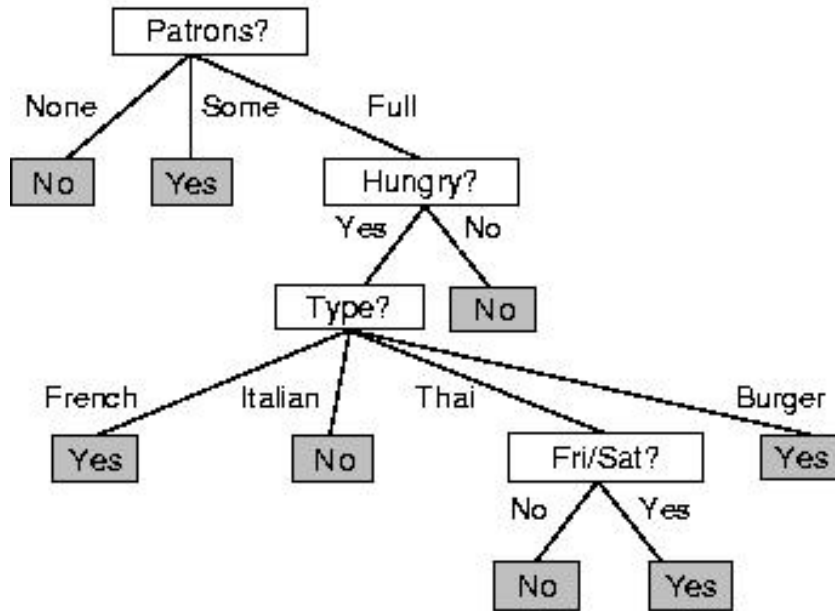 Patrons?
None Some Full
No Yes Hungry?
Yes No
Type? No
French Italian Thai Burger
Yes No Fri/Sat? Yes
No Yes
No Yes